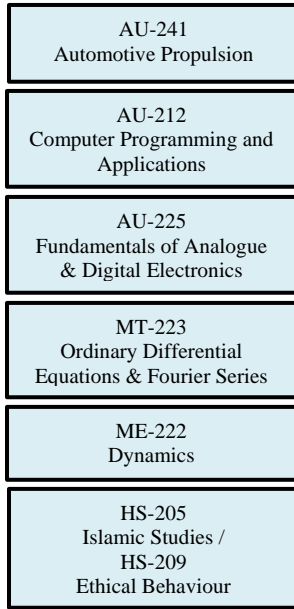 AU-241
Automotive Propulsion
AU-212
Computer Programming and
Applications
AU-225
Fundamentals of Analogue
& Digital Electronics
MT-223
Ordinary Differential
Equations & Fourier Series
ME-222
Dynamics
HS-205
Islamic Studies /
HS-209
Ethical Behaviour